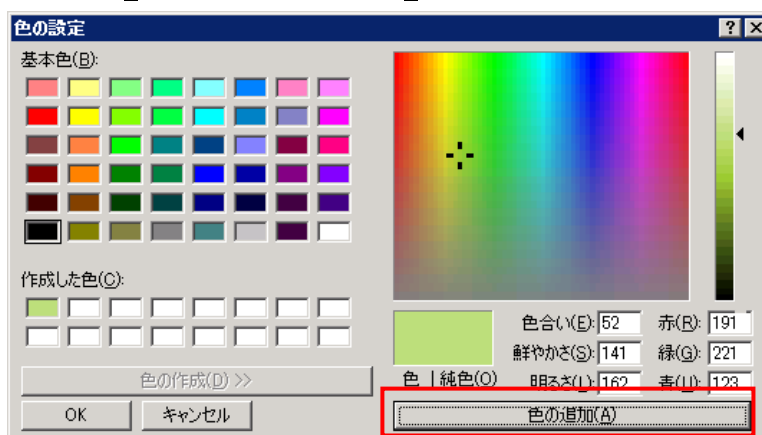 色の設定
基本色(B):
作成した色(C):
色の作成(D) >>
OK
キャンセル
色合い(E): 52
赤(R): 191
鮮やかさ(S): 141
緑(G): 221
色 | 純色(O)
明るさ(L): 162
青(U): 123
色の追加(A)